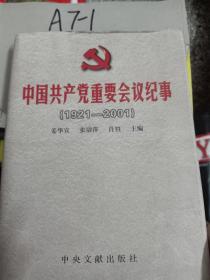 A7-1
中国共产党重要会议纪事
(1921—2001)
姜华宣 张蔚萍 肖甡 主编
中央文献出版社